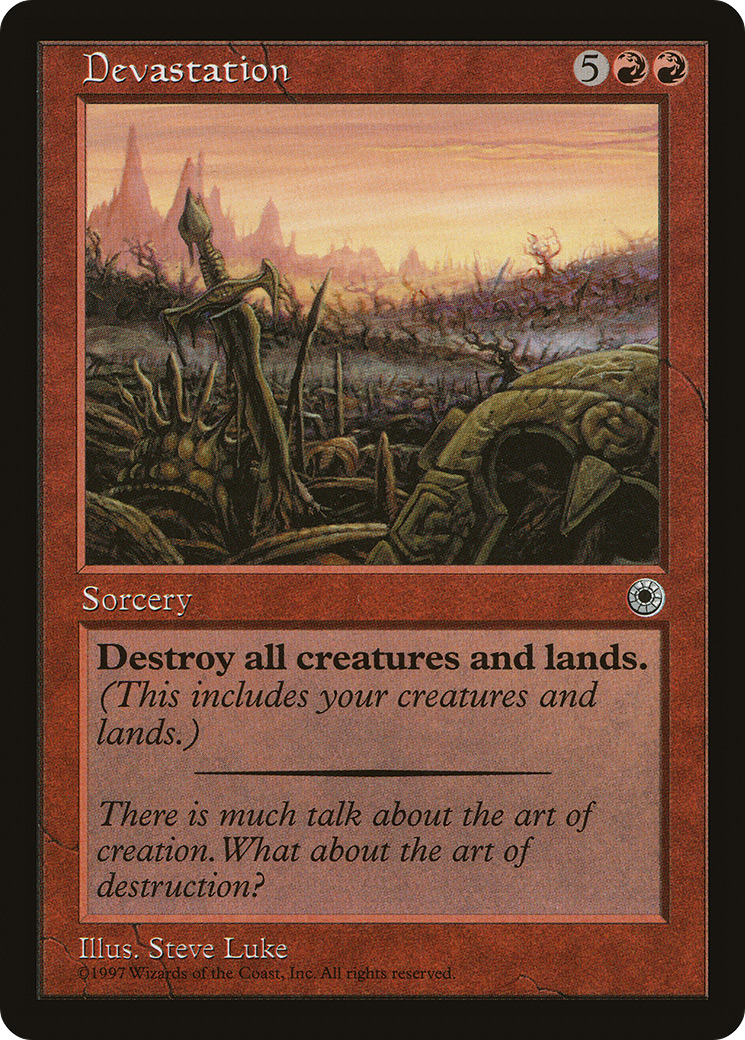 Devastation 5
Sorcery
Destroy all creatures and lands.
(This includes your creatures and
lands.)
There is much talk about the art of
creation. What about the art of
destruction?
Illus. Steve Luke
©1997 Wizards of the Coast, Inc. All rights reserved.